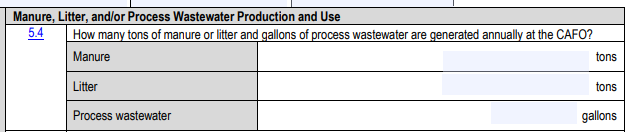 Manure, Litter, and/or Process Wastewater Production and Use
5.4 How many tons of manure or litter and gallons of process wastewater are generated annually at the CAFO?
Manure tons
Litter tons
Process wastewater gallons